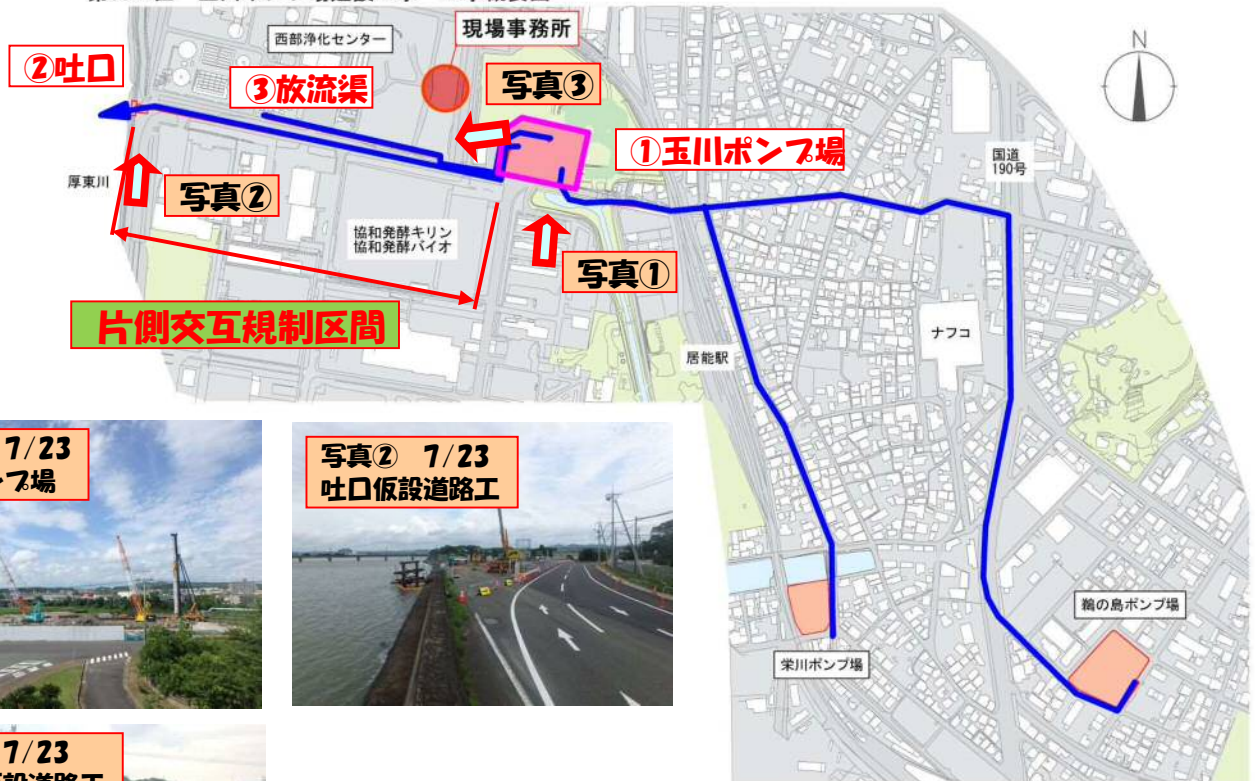 西部浄化センター
現場事務所
②吐口
③放流渠
写真③
N
①玉川ポンプ場
国道
190号
厚東川
写真②
協和発酵キリン
協和発酵バイオ
写真①
片側交互規制区間
ナフコ
居能駅
7/23
プ場
写真② 7/23
吐口仮設道路工
鵜の島ポンプ場
栄川ポンプ場
7/23